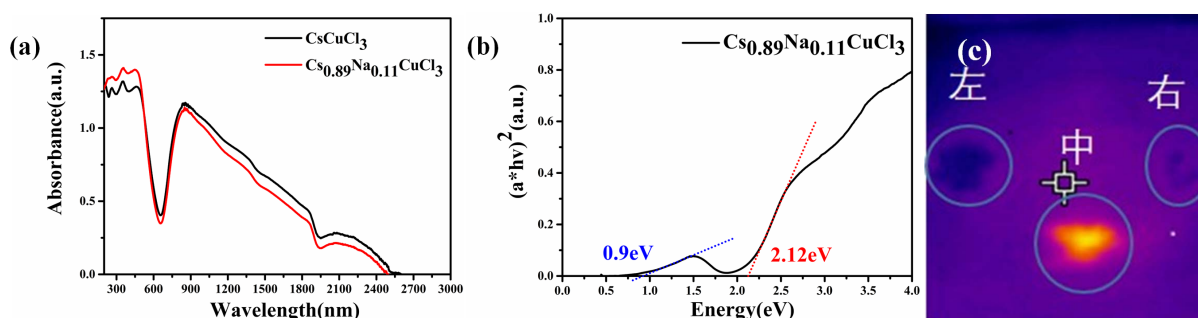 (a)
CsCuCl3
Cs0.89Na0.11CuCl3
Absorbance(a.u.)
1.5
1.0
0.5
0.0
300 600 900 1200 1500 1800 2100 2400 2700 3000
Wavelength(nm)
(b)
Cs0.89Na0.11CuCl3
(a*hv)2(a.u.)
1.0
0.8
0.6
0.4
0.2
0.0
0.9eV
2.12eV
0.0 0.5 1.0 1.5 2.0 2.5 3.0 3.5 4.0
Energy(eV)
(c)
左
右
中